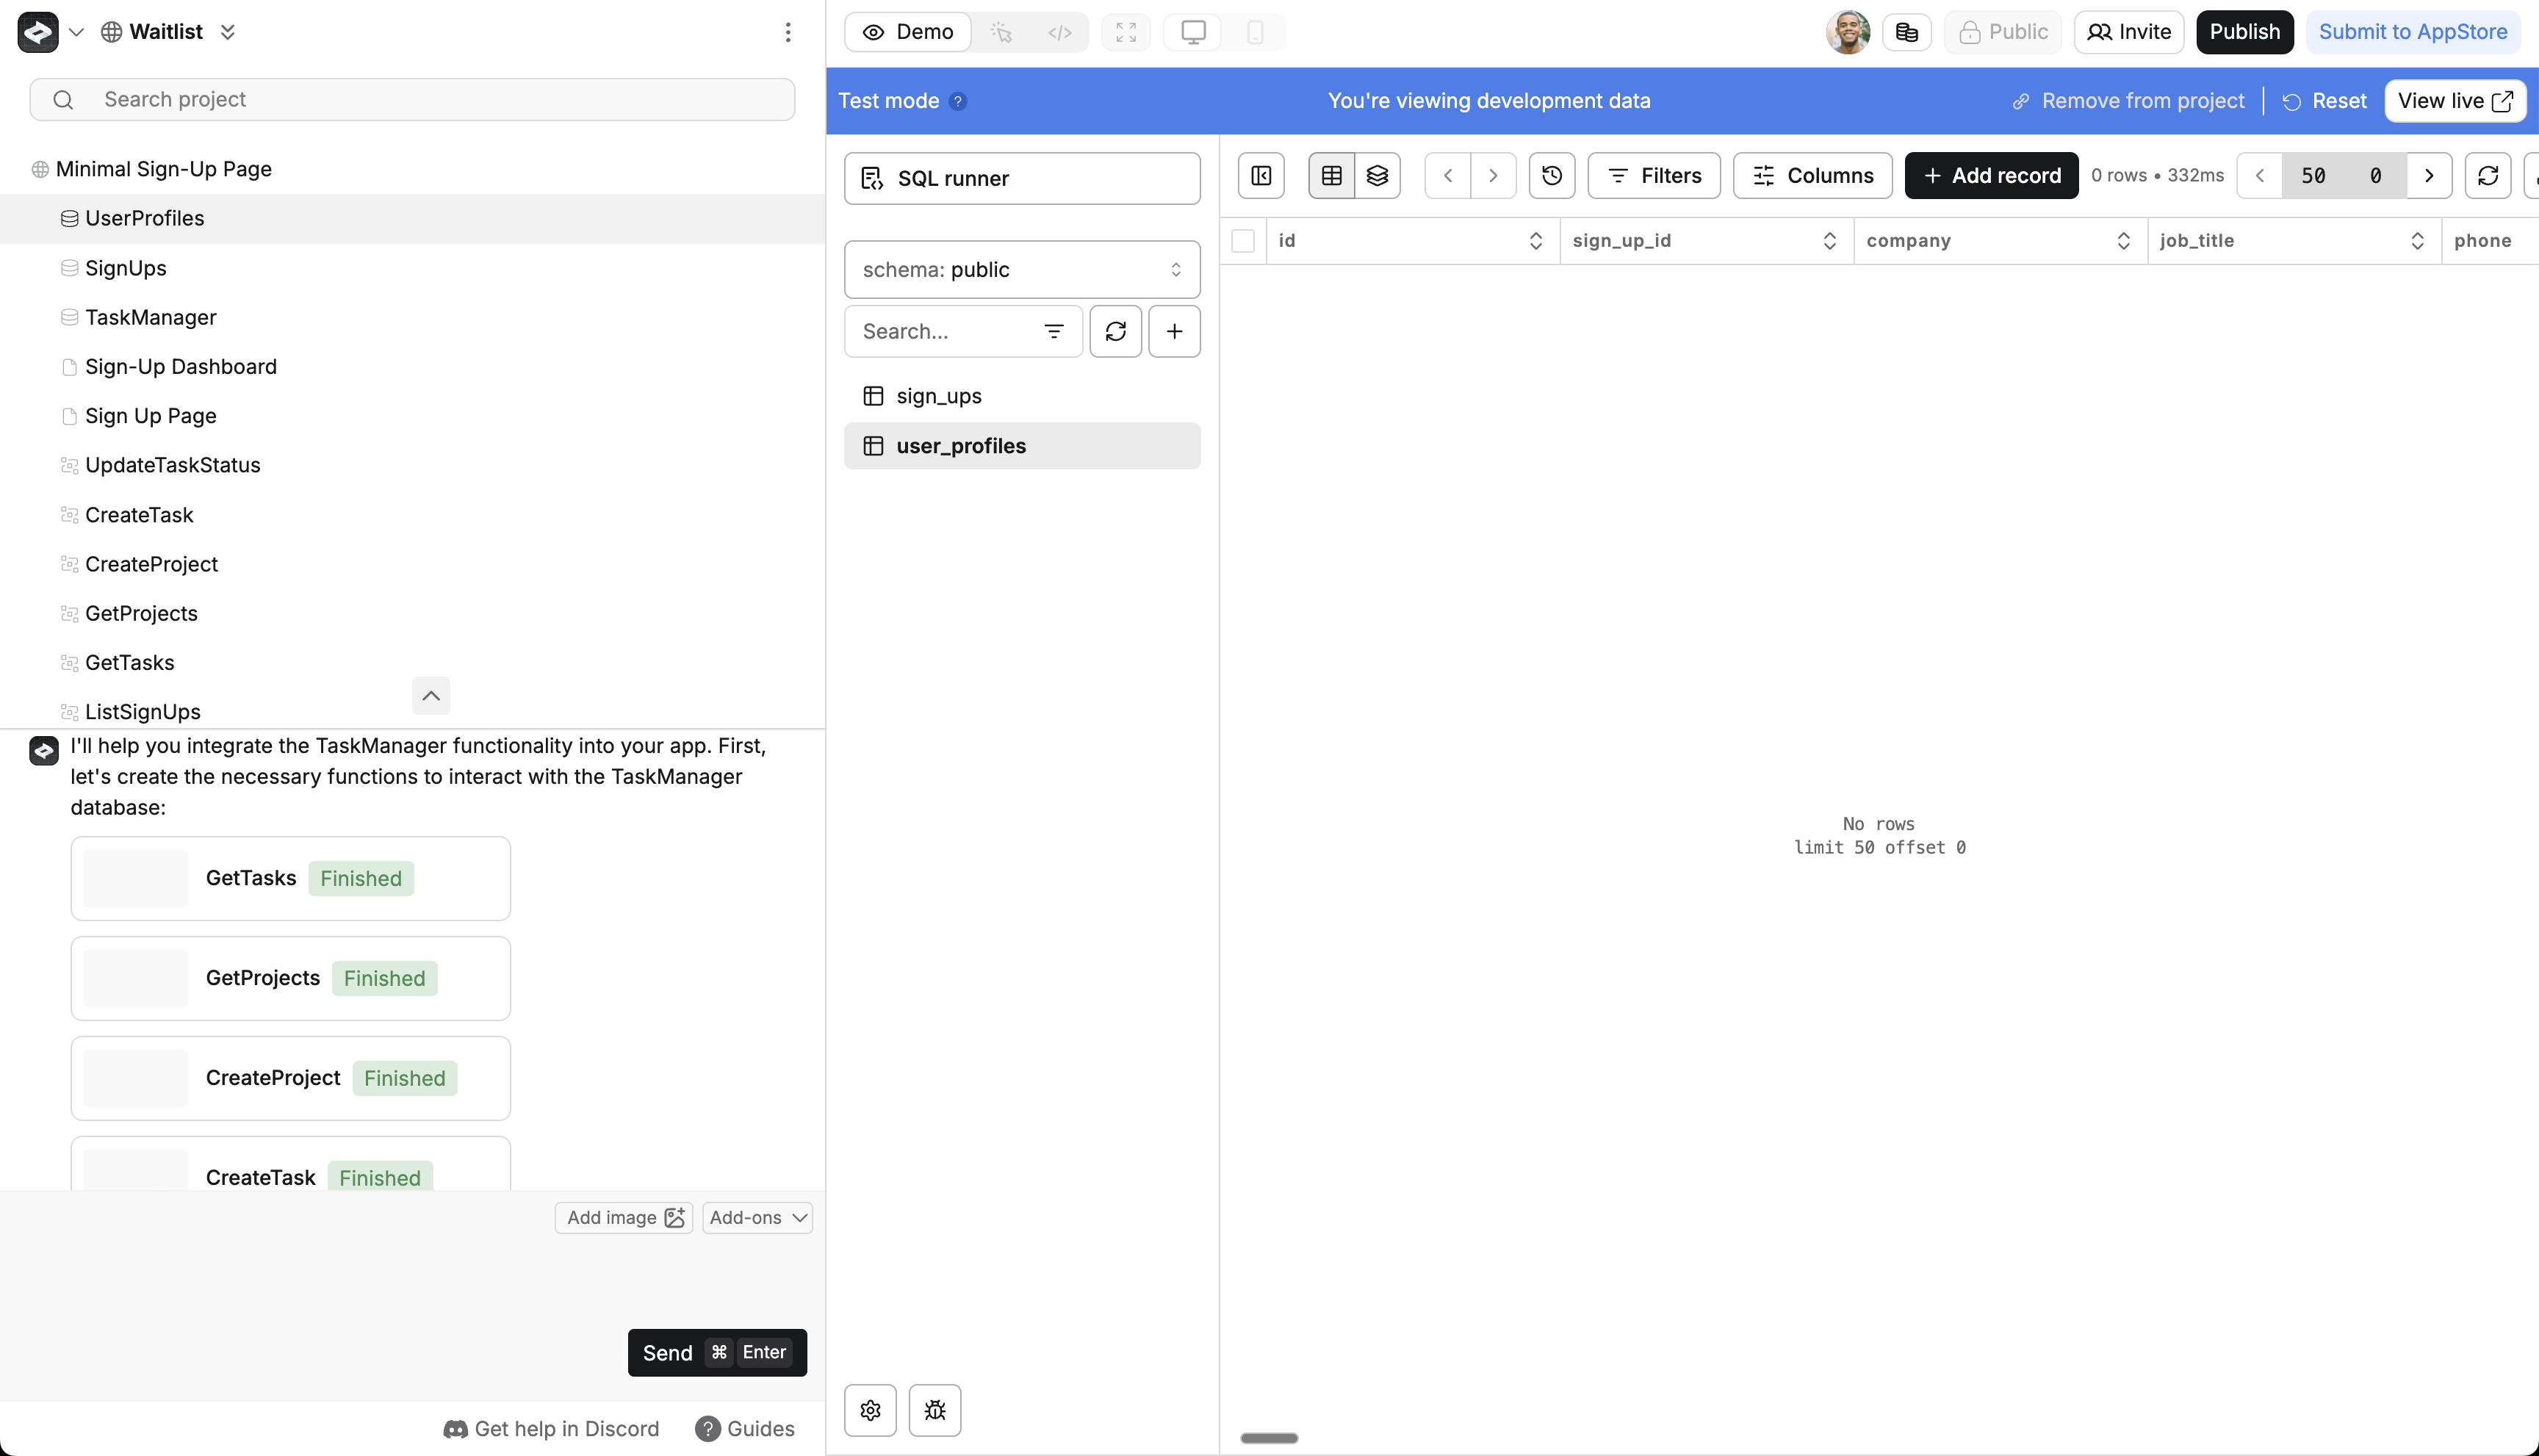 Waitlist
Search project
Minimal Sign-Up Page
UserProfiles
SignUps
TaskManager
Sign-Up Dashboard
Sign Up Page
UpdateTaskStatus
CreateTask
CreateProject
GetProjects
GetTasks
ListSignUps
I'll help you integrate the TaskManager functionality into your app. First,
let's create the necessary functions to interact with the TaskManager
database:
GetTasks Finished
GetProjects Finished
CreateProject Finished
CreateTask Finished
Add image Add-ons
Send ⌘ Enter
Get help in Discord ? Guides
Demo Public Invite Publish Submit to AppStore
Test mode ? You're viewing development data Remove from project Reset View live
SQL runner
schema: public
Search...
sign_ups
user_profiles
Filters Columns + Add record 0 rows • 332ms 50 0
id sign_up_id company job_title phone
No rows
limit 50 offset 0